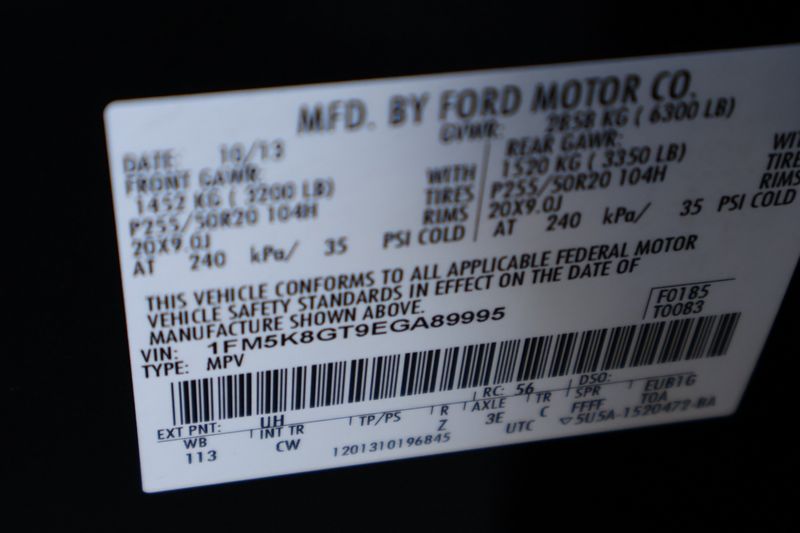 MFD. BY FORD MOTOR CO.
DATE: 10/13 GVWR: 2858 KG ( 6300 LB)
FRONT GAWR: REAR GAWR:
1452 KG ( 3200 LB) WITH 1520 KG ( 3350 LB) WITH
P255/50R20 104H TIRES P255/50R20 104H TIRES
20X9.0J RIMS 20X9.0J RIMS
AT 240 kPa/ 35 PSI COLD AT 240 kPa/ 35 PSI COLD
THIS VEHICLE CONFORMS TO ALL APPLICABLE FEDERAL MOTOR
VEHICLE SAFETY STANDARDS IN EFFECT ON THE DATE OF
MANUFACTURE SHOWN ABOVE. F0185
VIN: 1FM5K8GT9EGA89995 T0083
TYPE: MPV
EXT PNT: UH RC: 56 DSO:
WB INT TR TP/PS R AXLE TR SPR EUB1G
113 CW Z 3E C FFFF T0A
1201310196845 UTC ▽5U5A-1520472-BA